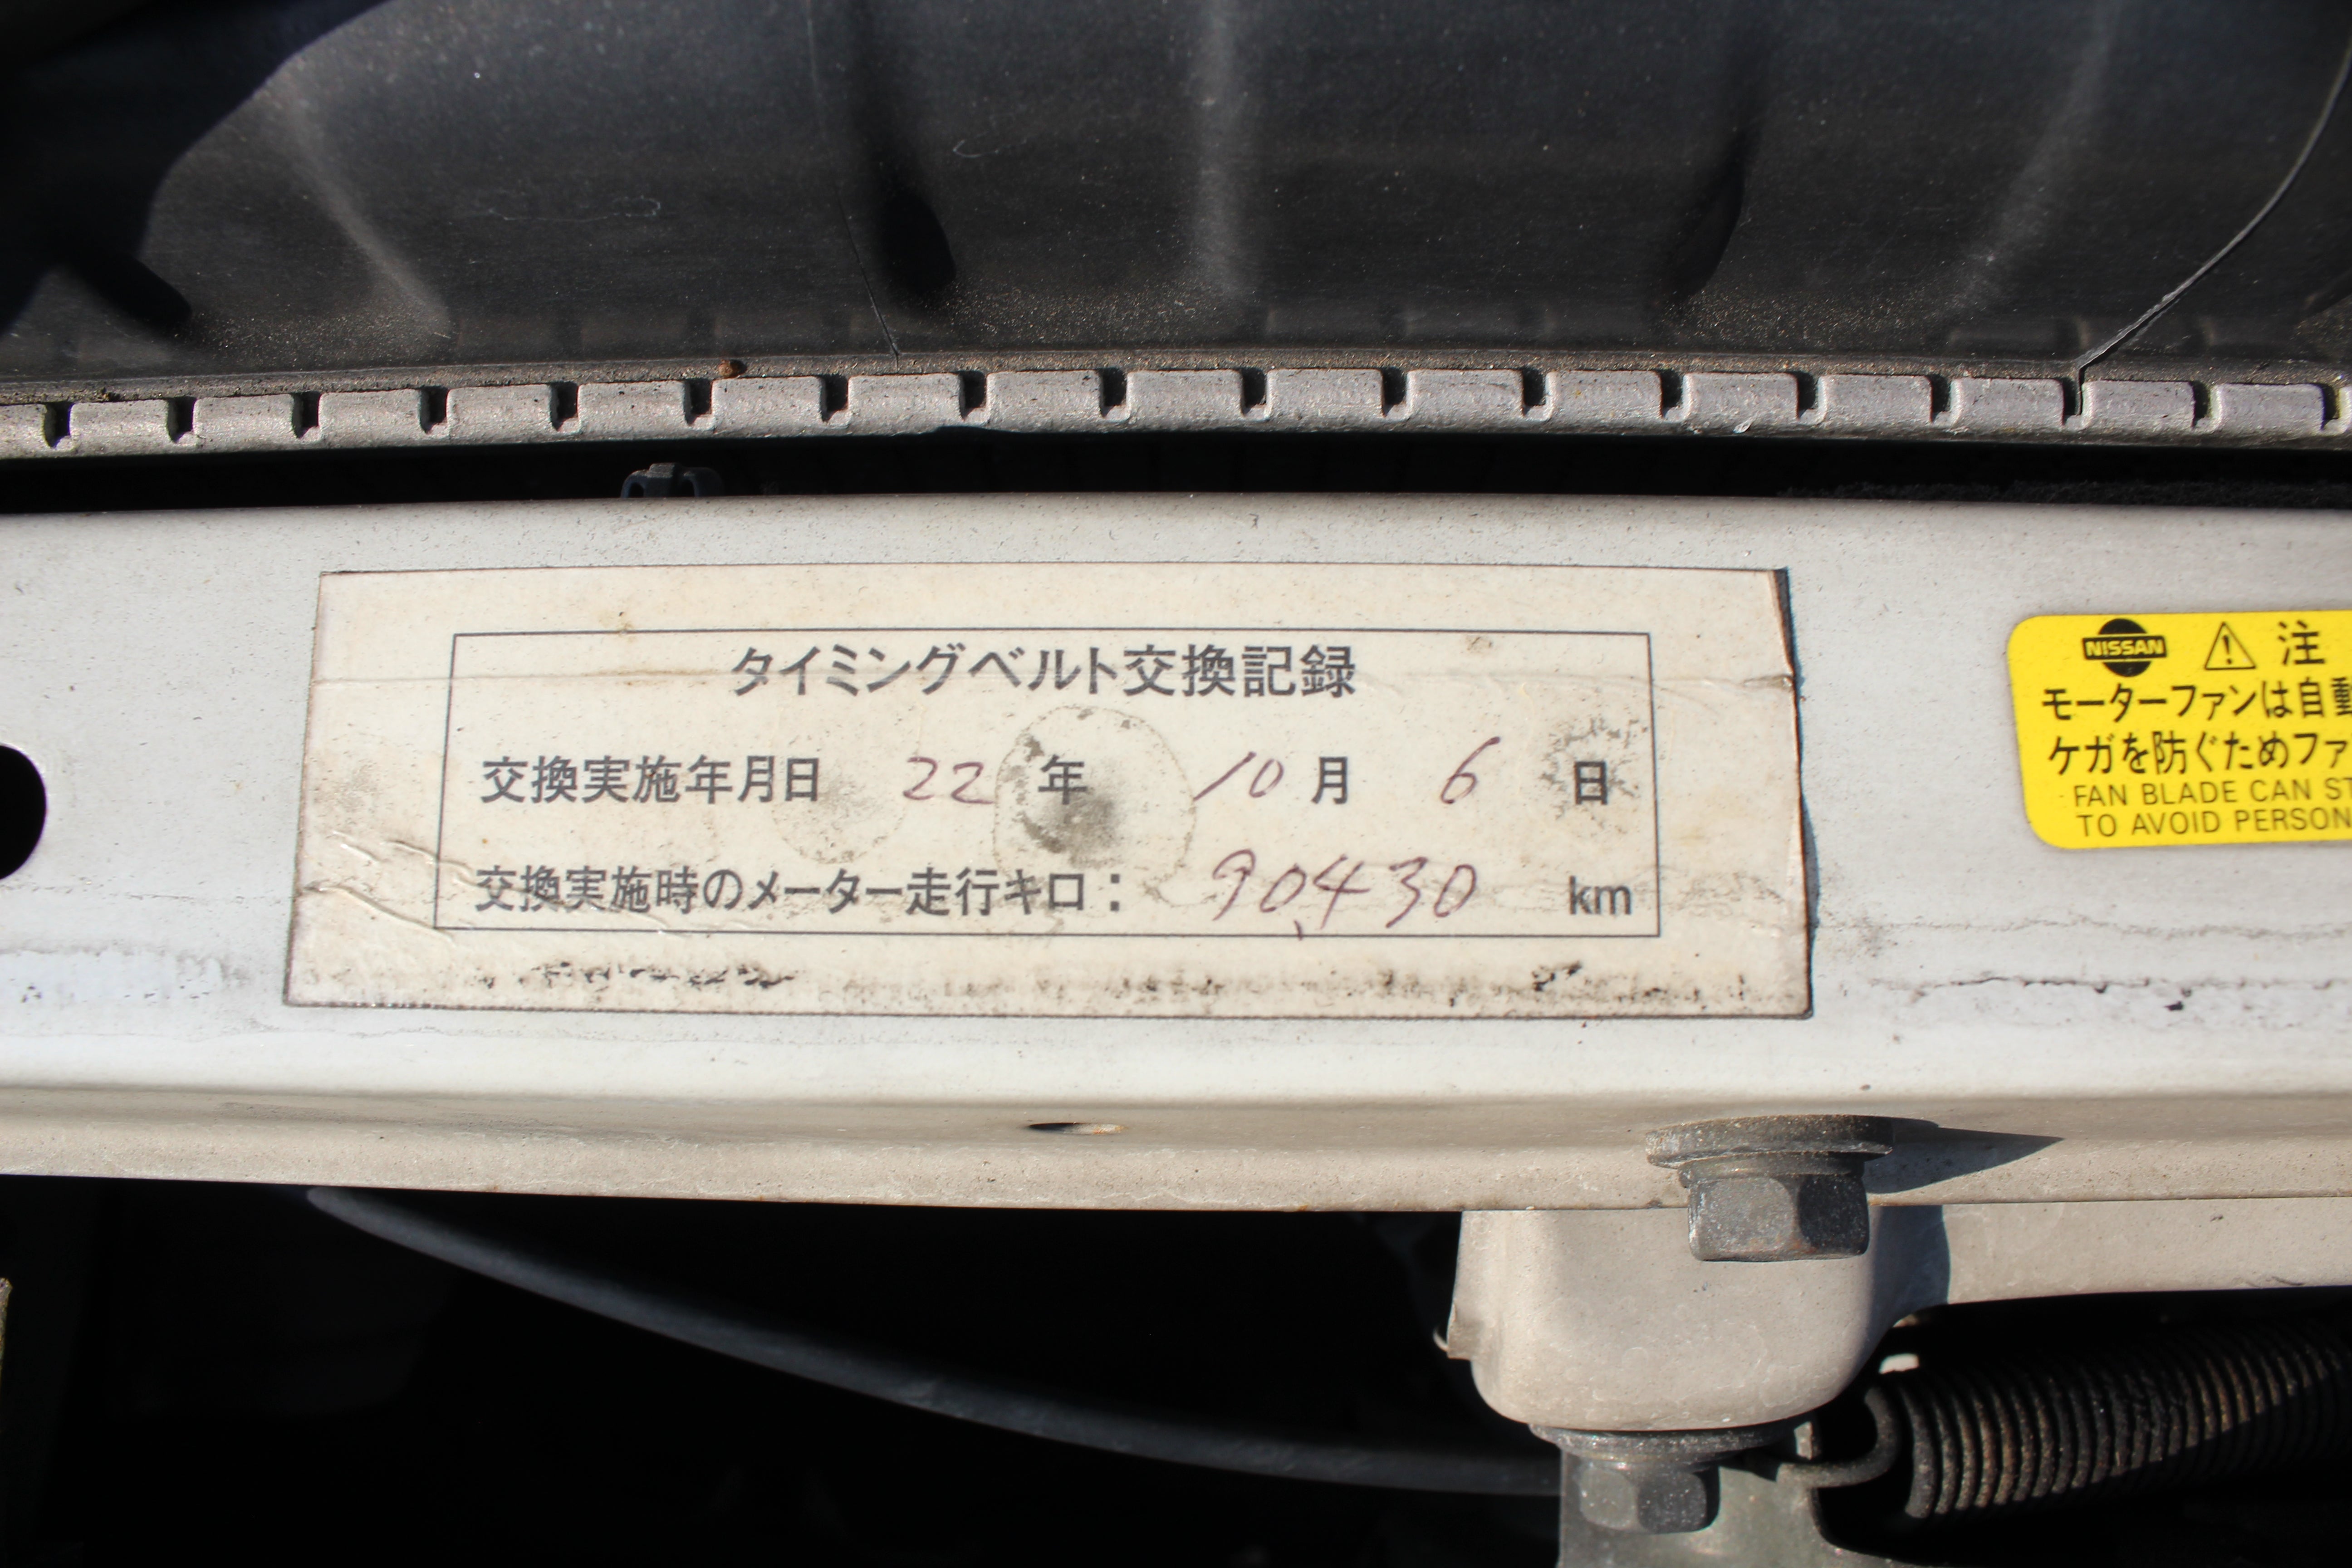 タイミングベルト交換記録
交換実施年月日 22 年 10 月 6 日
交換実施時のメーター走行キロ： 90,430 km
NISSAN ⚠ 注
モーターファンは自動
ケガを防ぐためファ
FAN BLADE CAN ST
TO AVOID PERSON